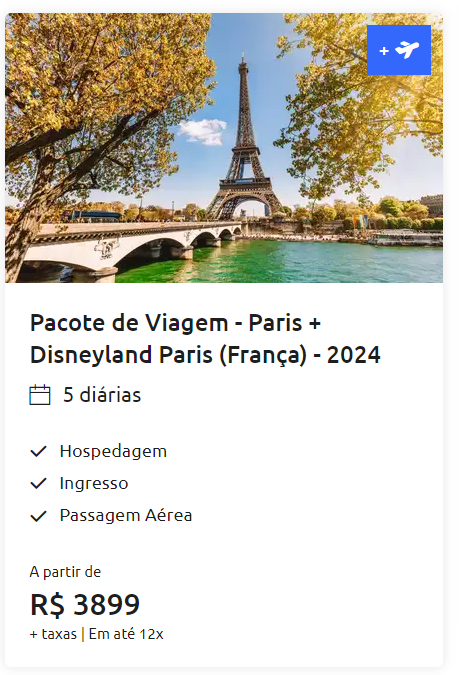 +
Pacote de Viagem - Paris +
Disneyland Paris (França) - 2024
5 diárias
Hospedagem
Ingresso
Passagem Aérea
A partir de
R$ 3899
+ taxas | Em até 12x